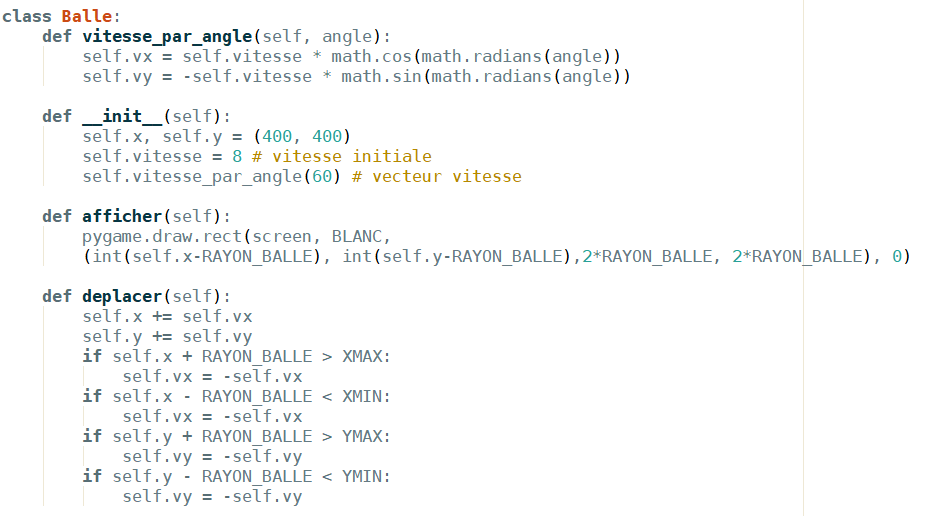 class Balle:
    def vitesse_par_angle(self, angle):
        self.vx = self.vitesse * math.cos(math.radians(angle))
        self.vy = -self.vitesse * math.sin(math.radians(angle))

    def __init__(self):
        self.x, self.y = (400, 400)
        self.vitesse = 8 # vitesse initiale
        self.vitesse_par_angle(60) # vecteur vitesse

    def afficher(self):
        pygame.draw.rect(screen, BLANC,
        (int(self.x-RAYON_BALLE), int(self.y-RAYON_BALLE),2*RAYON_BALLE, 2*RAYON_BALLE), 0)

    def deplacer(self):
        self.x += self.vx
        self.y += self.vy
        if self.x + RAYON_BALLE > XMAX:
            self.vx = -self.vx
        if self.x - RAYON_BALLE < XMIN:
            self.vx = -self.vx
        if self.y + RAYON_BALLE > YMAX:
            self.vy = -self.vy
        if self.y - RAYON_BALLE < YMIN:
            self.vy = -self.vy